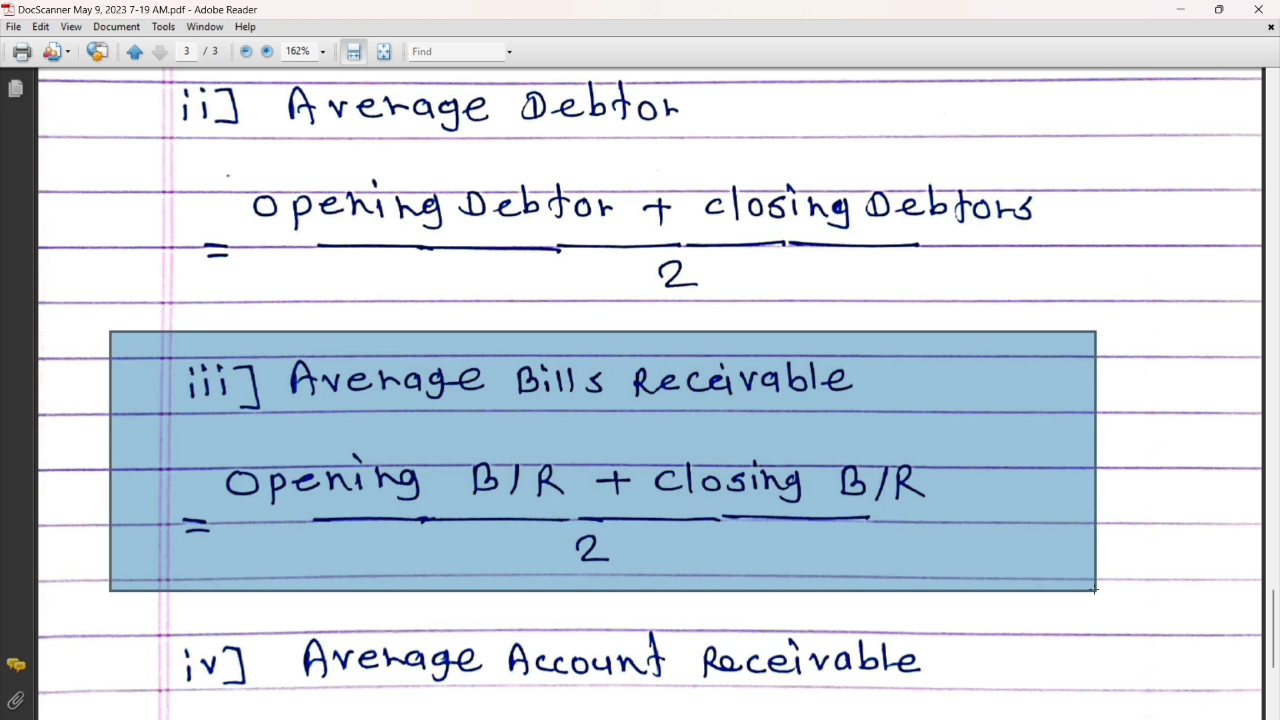 DocScanner May 9, 2023 7-19 AM.pdf - Adobe Reader
File Edit View Document Tools Window Help
3 / 3 162% Find
ii] Average Debtor
Opening Debtor + closing Debtors
=
2
iii] Average Bills Receivable
Opening B/R + Closing B/R
=
2
iv] Average Account Receivable